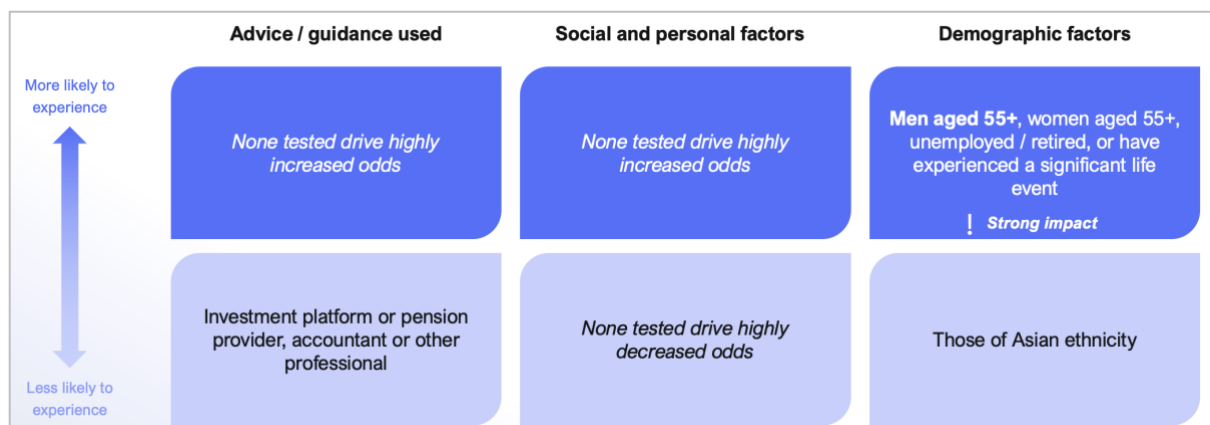 Advice / guidance used
Social and personal factors
Demographic factors
More likely to
experience
None tested drive highly
increased odds
None tested drive highly
increased odds
Men aged 55+, women aged 55+,
unemployed / retired, or have
experienced a significant life
event
! Strong impact
Investment platform or pension
provider, accountant or other
professional
None tested drive highly
decreased odds
Those of Asian ethnicity
Less likely to
experience